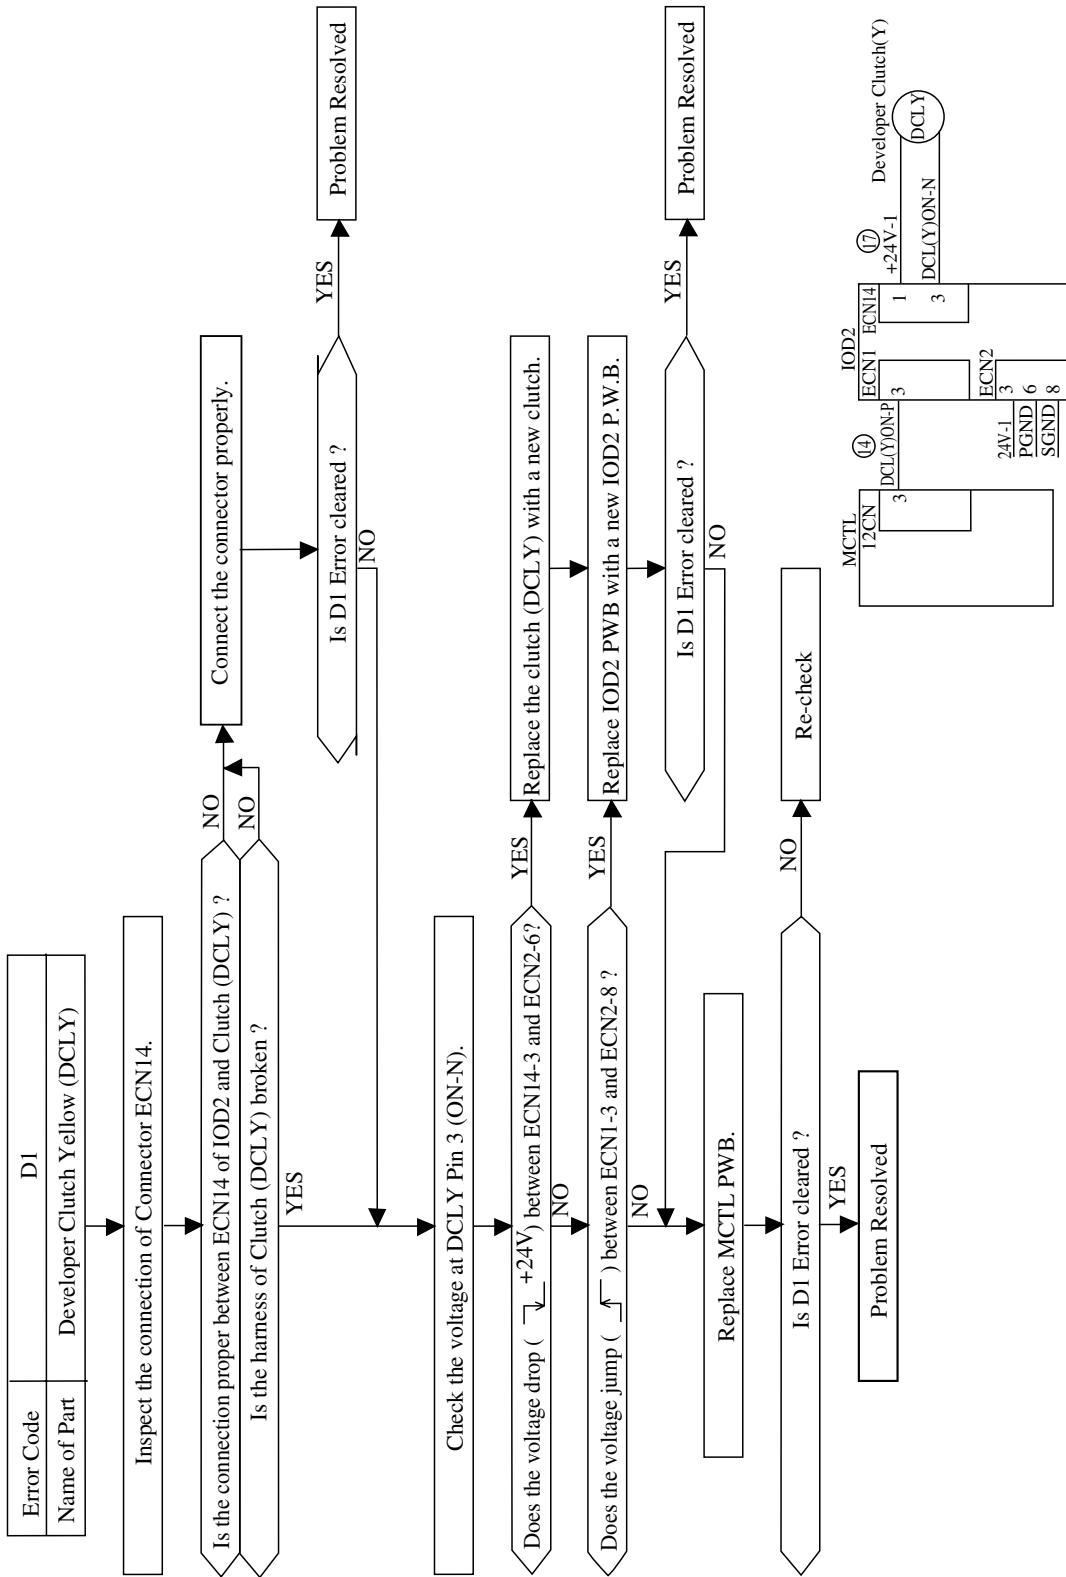 Error Code D1
Name of Part Developer Clutch Yellow (DCLY)
Inspect the connection of Connector ECN14.
Is the connection proper between ECN14 of IOD2 and Clutch (DCLY) ?
NO
Is the harness of Clutch (DCLY) broken ?
NO
YES
Connect the connector properly.
Is D1 Error cleared ?
YES
Problem Resolved
NO
Check the voltage at DCLY Pin 3 (ON-N).
Does the voltage drop ( +24V) between ECN14-3 and ECN2-6?
YES
Replace the clutch (DCLY) with a new clutch.
NO
Does the voltage jump ( ) between ECN1-3 and ECN2-8 ?
YES
Replace IOD2 PWB with a new IOD2 P.W.B.
NO
Is D1 Error cleared ?
YES
Problem Resolved
NO
Replace MCTL PWB.
Is D1 Error cleared ?
NO
Re-check
YES
Problem Resolved
MCTL
12CN
3
14
DCL(Y)ON-P
IOD2
ECN1
3
ECN14
1
3
17
+24V-1
DCL(Y)ON-N
Developer Clutch(Y)
DCLY
ECN2
24V-1 3
PGND 6
SGND 8